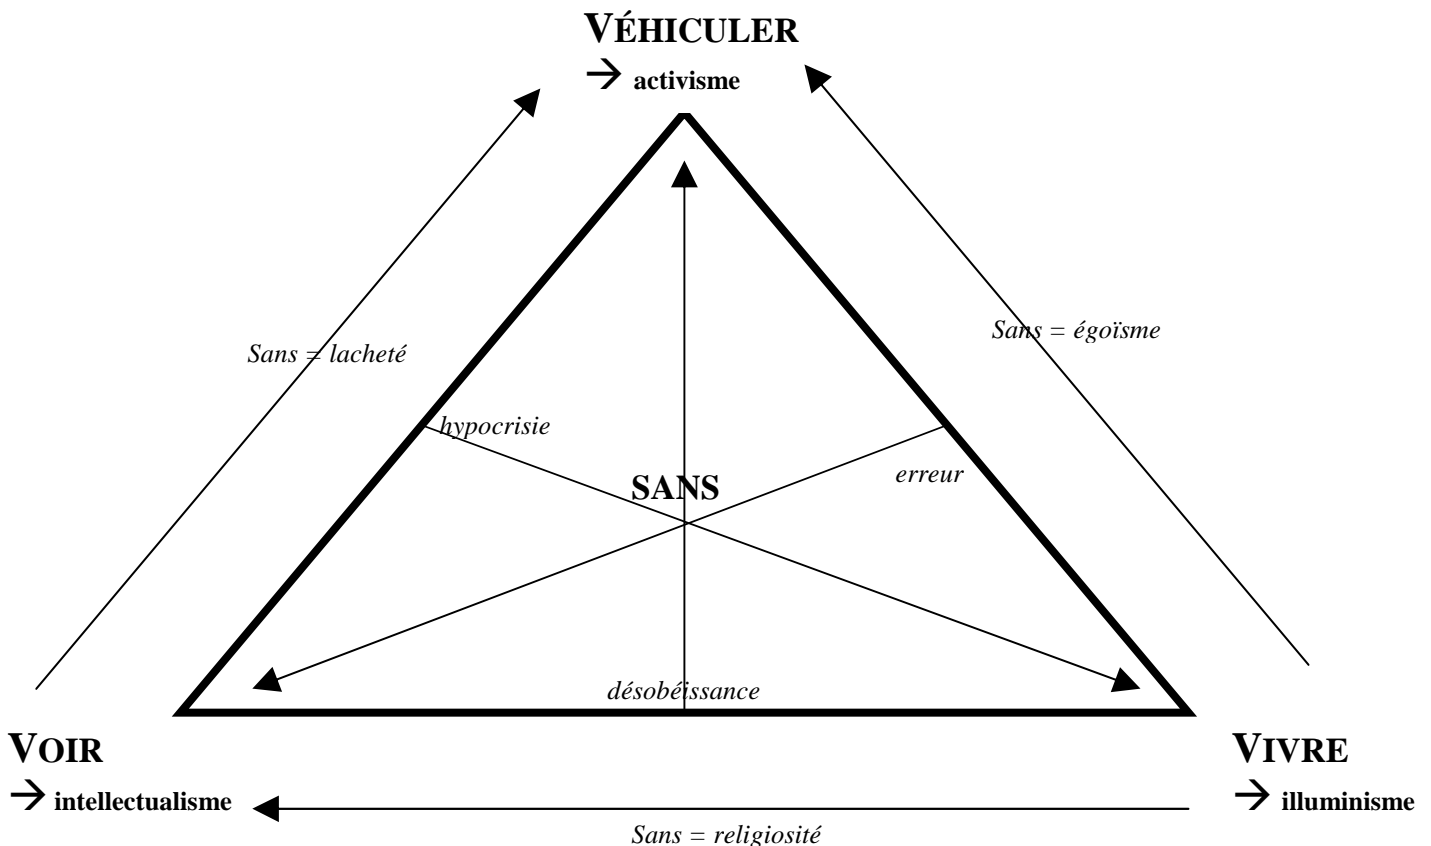 VÉHICULER
→ activisme
Sans = égoïsme
Sans = lacheté
hypocrisie
erreur
SANS
désobéissance
VOIR
→ intellectualisme
VIVRE
→ illuminisme
Sans = religiosité